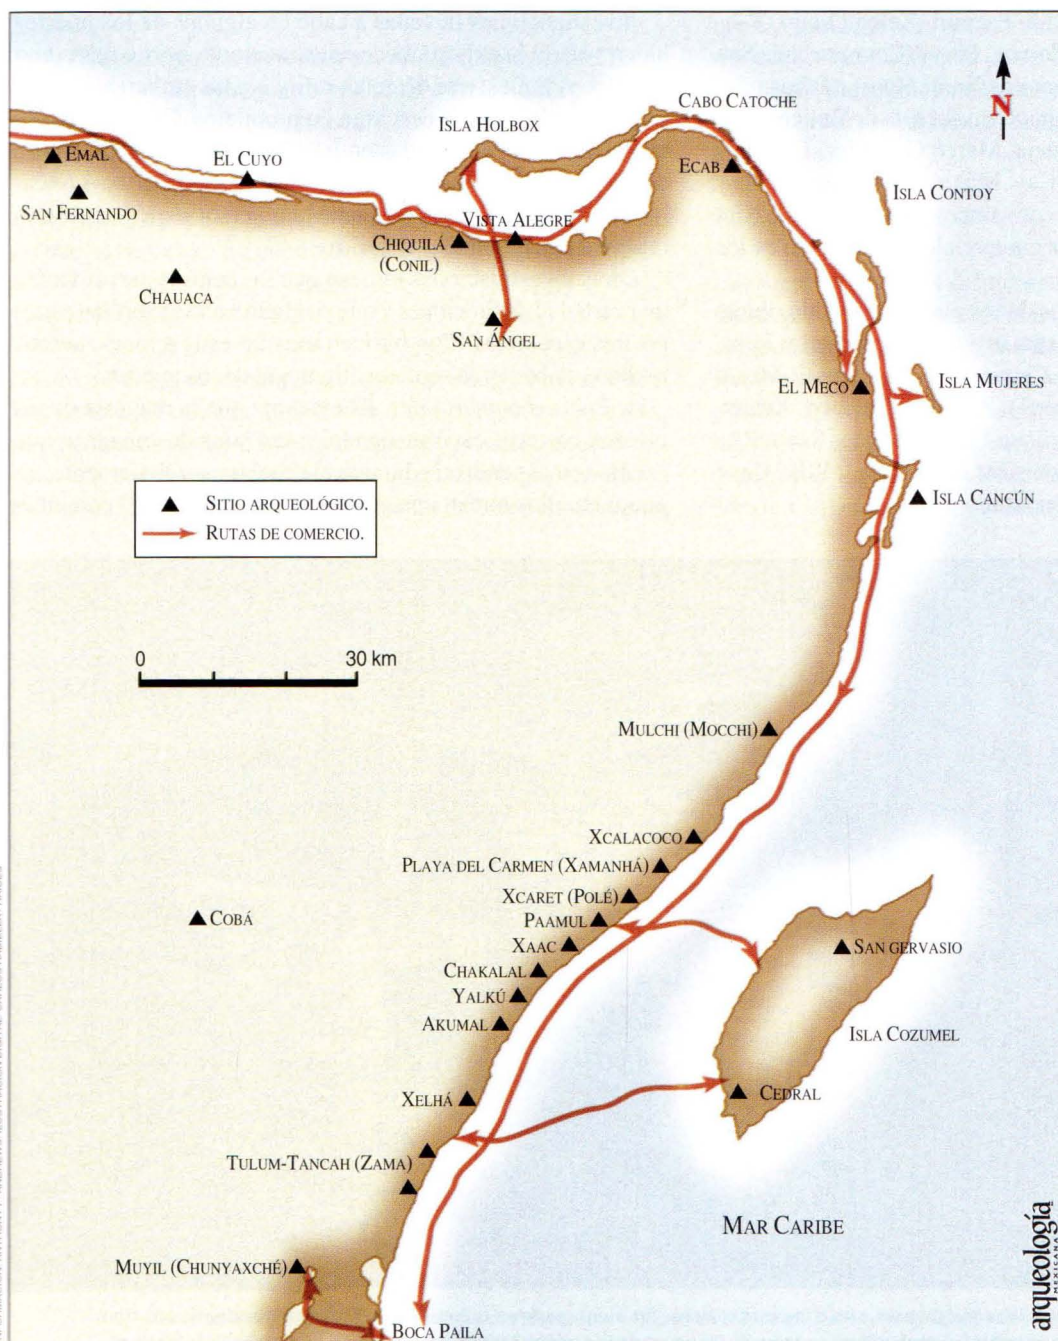 CABO CATOCHE
N
ISLA HOLBOX
EMAL
EL CUYO
ECAB
ISLA CONTOY
SAN FERNANDO
VISTA ALEGRE
CHIQUILÁ
(CONIL)
CHAUACA
SAN ÁNGEL
EL MECO
ISLA MUJERES
ISLA CANCÚN
SITIO ARQUEOLÓGICO.
RUTAS DE COMERCIO.
0 30 km
MULCHI (MOCCHI)
XCALACOCO
PLAYA DEL CARMEN (XAMANHÁ)
XCARET (POLÉ)
PAAMUL
COBÁ
XAAC
SAN GERVASIO
CHAKALAL
YALKÚ
AKUMAL
ISLA COZUMEL
XELHÁ
CEDRAL
TULUM-TANCAH (ZAMA)
MAR CARIBE
MUYIL (CHUNYAXCHÉ)
BOCA PAILA
arqueología
MEXICANA